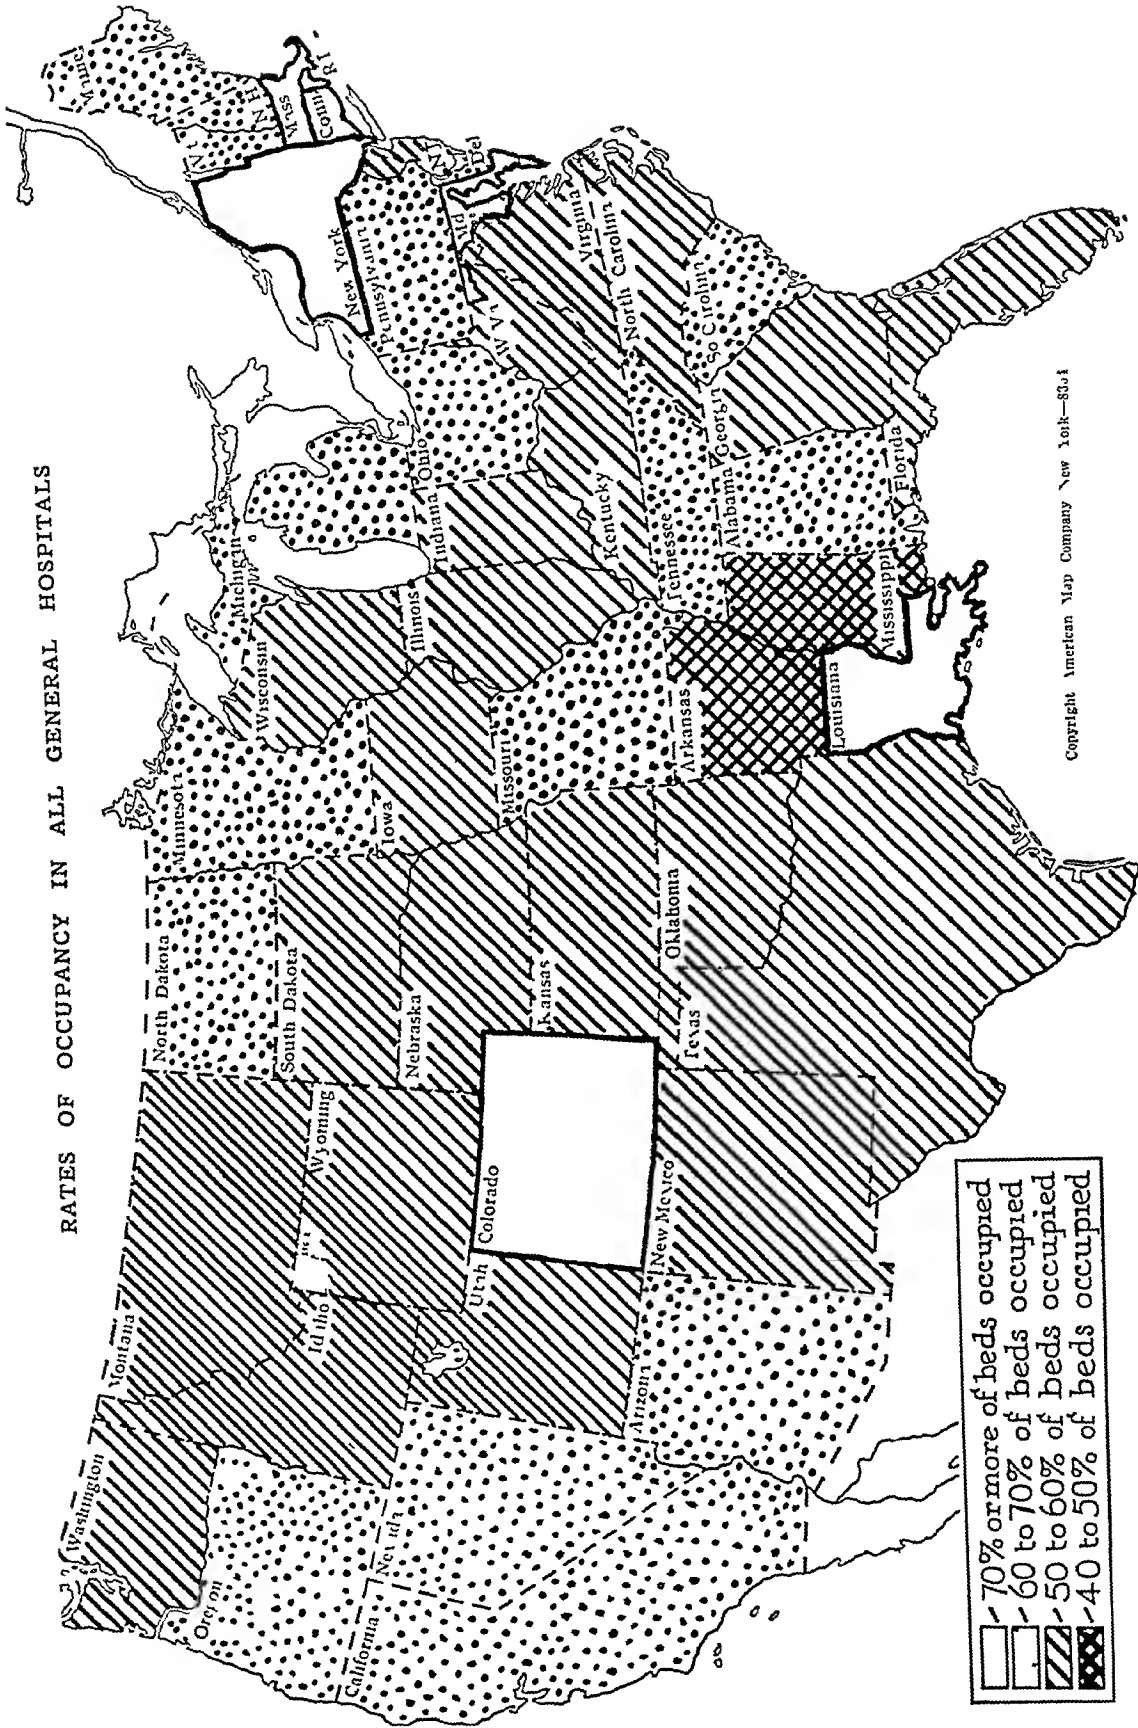 RATES OF OCCUPANCY IN ALL GENERAL HOSPITALS
Washington
Montana
North Dakota
Minnesota
Michigan
Vt
N H
Mass
Conn
R I
Oregon
Wyoming
South Dakota
Wisconsin
New York
Pennsylvania
Nebraska
Iowa
Illinois
Indiana
Ohio
N
Del
Md
W Va
Virginia
California
Utah
Colorado
Kansas
Missouri
Kentucky
North Carolina
Arizona
New Mexico
Texas
Oklahoma
Arkansas
Tennessee
So Carolina
Alabama
Georgia
Louisiana
Mississippi
Florida
70% or more of beds occupied
60 to 70% of beds occupied
50 to 60% of beds occupied
40 to 50% of beds occupied
Copyright American Map Company New York—8354